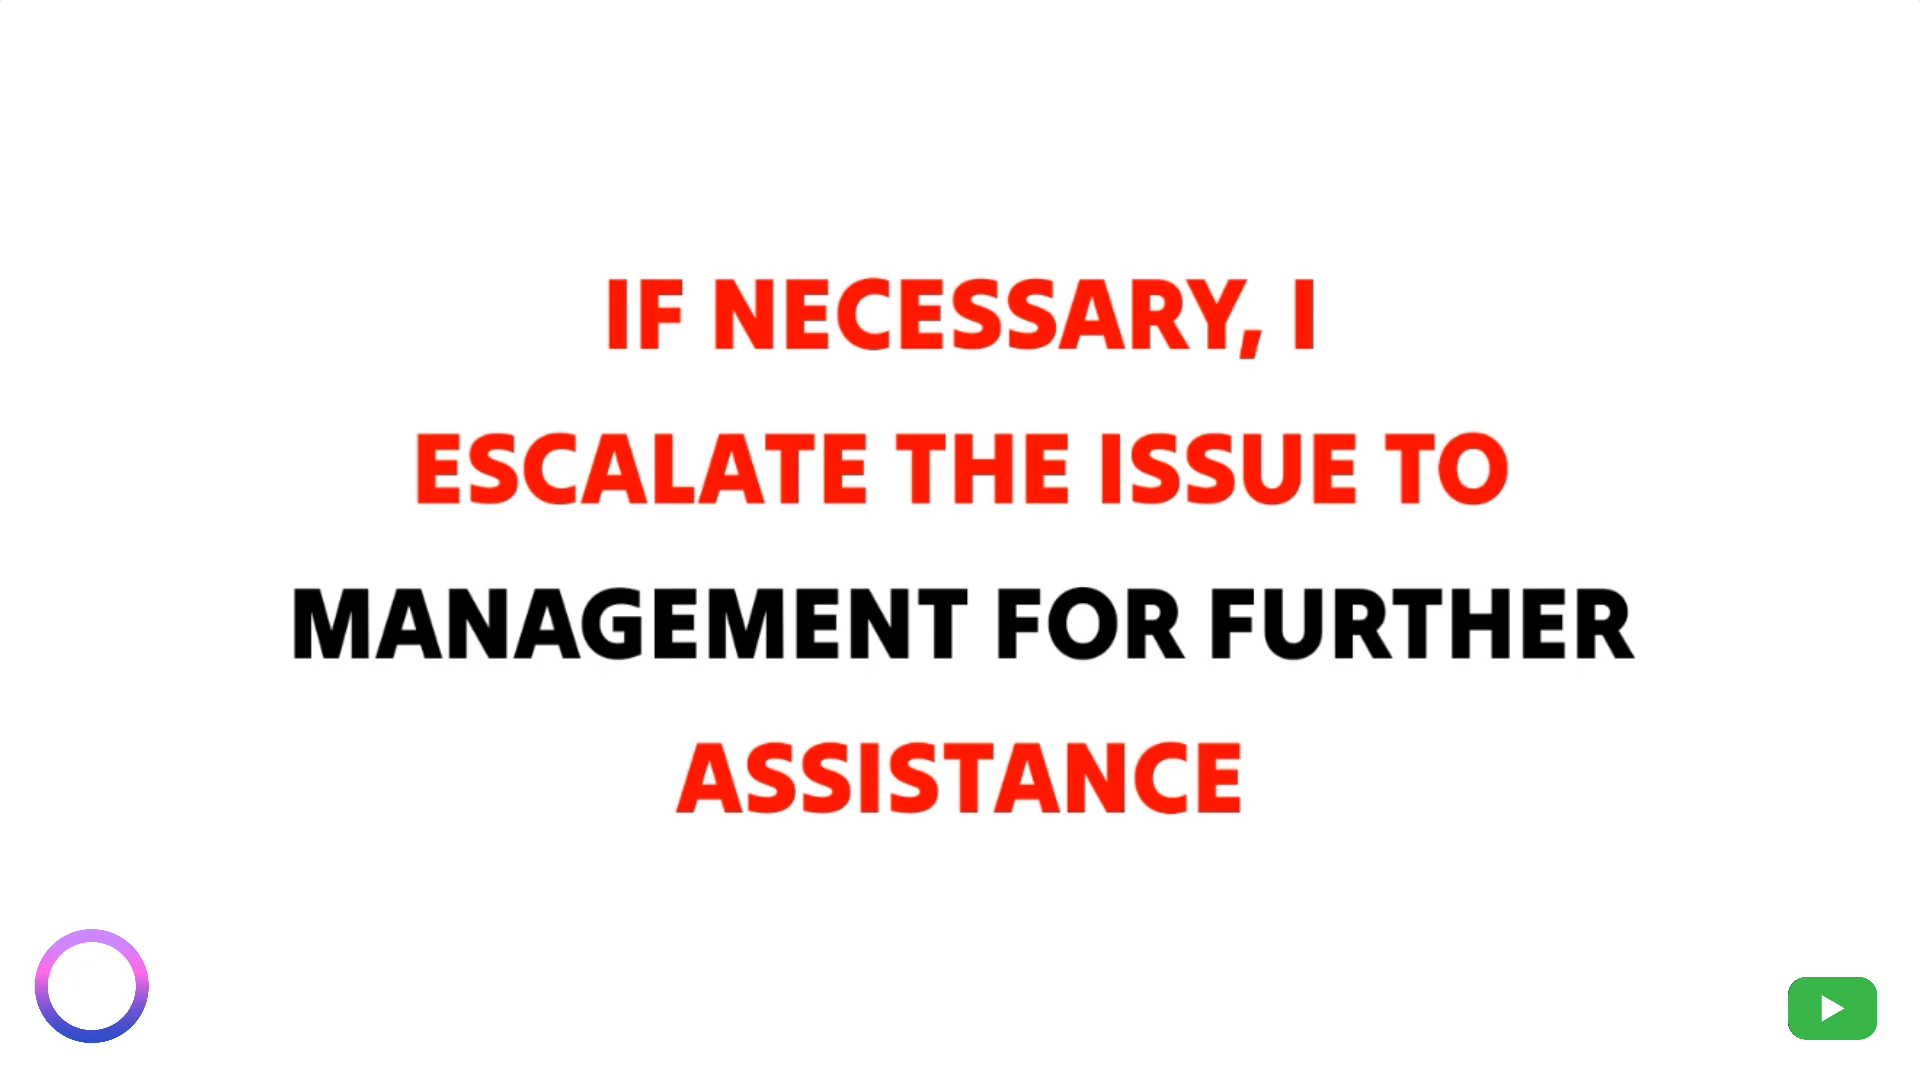 IF NECESSARY, I
ESCALATE THE ISSUE TO
MANAGEMENT FOR FURTHER
ASSISTANCE